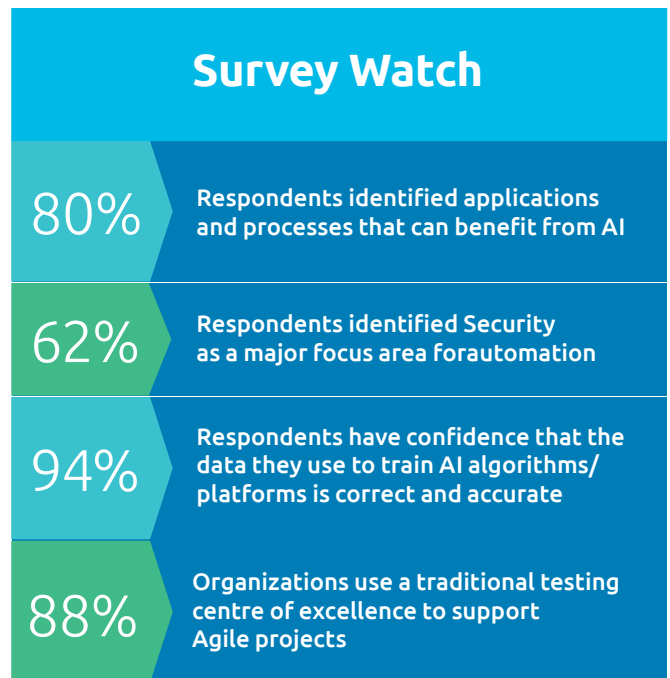 Survey Watch
80%
Respondents identified applications
and processes that can benefit from AI
62%
Respondents identified Security
as a major focus area forautomation
94%
Respondents have confidence that the
data they use to train AI algorithms/
platforms is correct and accurate
88%
Organizations use a traditional testing
centre of excellence to support
Agile projects